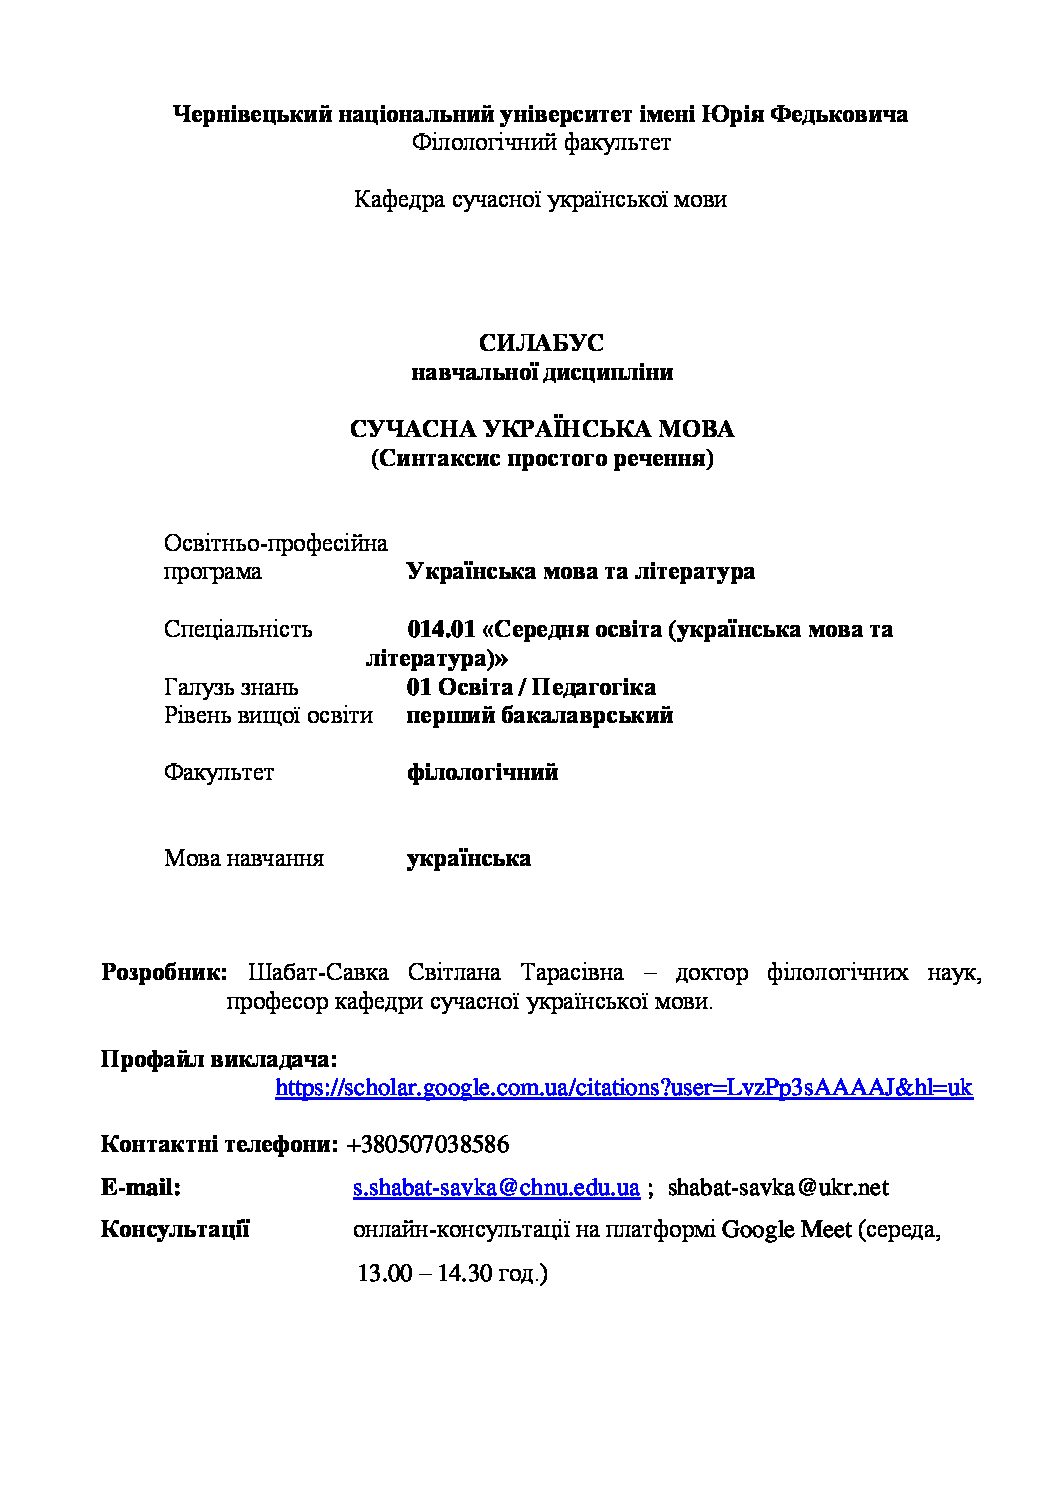 Чернівецький національний університет імені Юрія Федьковича
Філологічний факультет
Кафедра сучасної української мови
СИЛАБУС
навчальної дисципліни
СУЧАСНА УКРАЇНСЬКА МОВА
(Синтаксис простого речення)
Освітньо-професійна
програма Українська мова та література
Спеціальність 014.01 «Середня освіта (українська мова та
література)»
Галузь знань 01 Освіта / Педагогіка
Рівень вищої освіти перший бакалаврський
Факультет філологічний
Мова навчання українська
Розробник: Шабат-Савка Світлана Тарасівна – доктор філологічних наук,
професор кафедри сучасної української мови.
Профайл викладача:
https://scholar.google.com.ua/citations?user=LvzPp3sAAAAJ&hl=uk
Контактні телефони: +380507038586
E-mail: s.shabat-savka@chnu.edu.ua ; shabat-savka@ukr.net
Консультації онлайн-консультації на платформі Google Meet (середа,
13.00 – 14.30 год.)